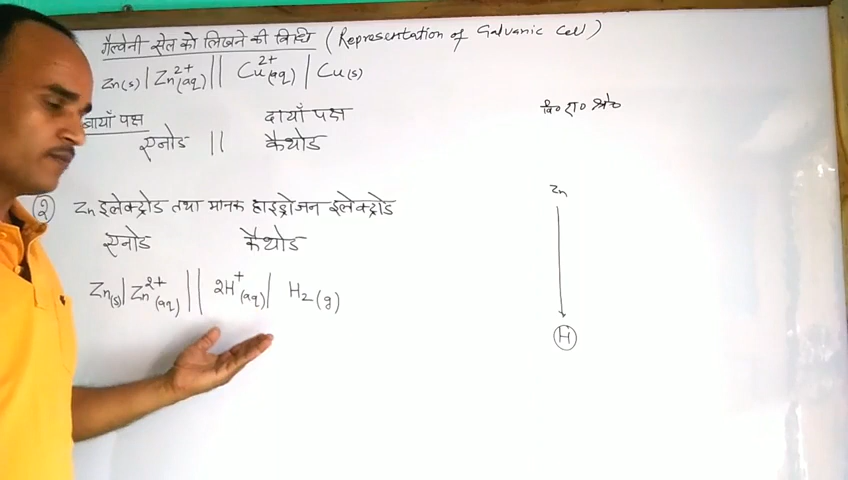 गैल्वेनी सेल को लिखने की विधि (Representation of Galvanic Cell)
Zn(s) | Zn²⁺(aq) || Cu²⁺(aq) | Cu(s)
बायाँ पक्ष दायाँ पक्ष
एनोड || कैथोड
वि० रा० श्रे०
Zn
② Zn इलेक्ट्रोड तथा मानक हाइड्रोजन इलेक्ट्रोड
एनोड कैथोड
Zn(s) | Zn²⁺(aq) || 2H⁺(aq) | H₂(g)
H